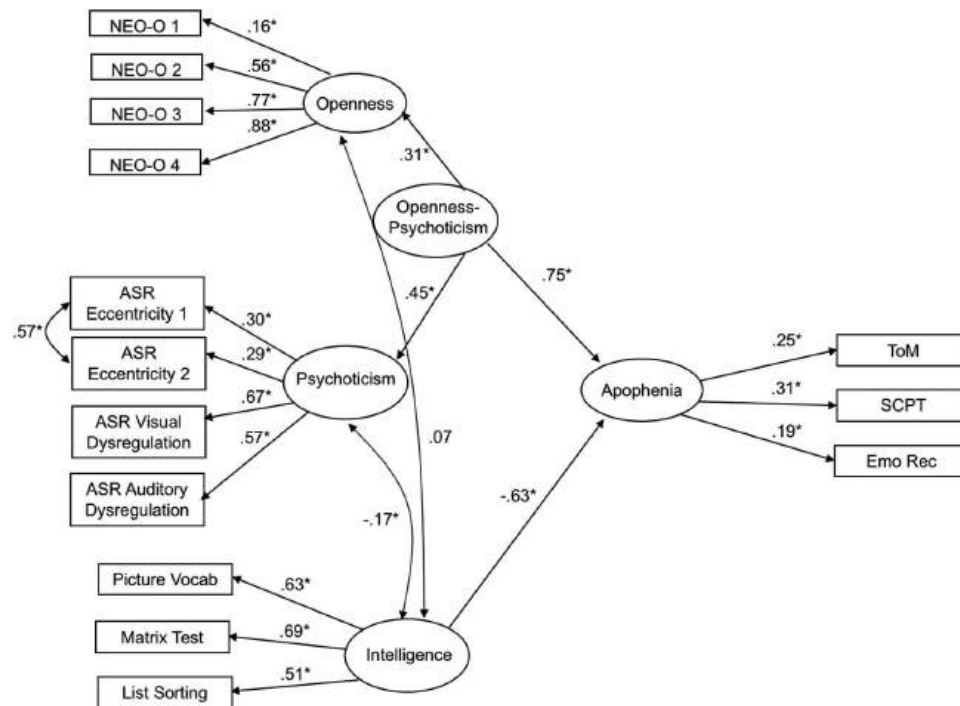 NEO-O 1
.16*
NEO-O 2
.56*
Openness
NEO-O 3
.77*
.88*
NEO-O 4
.31*
Openness-
Psychoticism
.75*
.45*
ASR
Eccentricity 1
.57*
.30*
ASR
Eccentricity 2
.29*
Psychoticism
.67*
ASR Visual
Dysregulation
.57*
ASR Auditory
Dysregulation
.07
-.17*
Apophenia
.25*
ToM
.31*
SCPT
.19*
Emo Rec
-.63*
Picture Vocab
.63*
Matrix Test
.69*
Intelligence
.51*
List Sorting